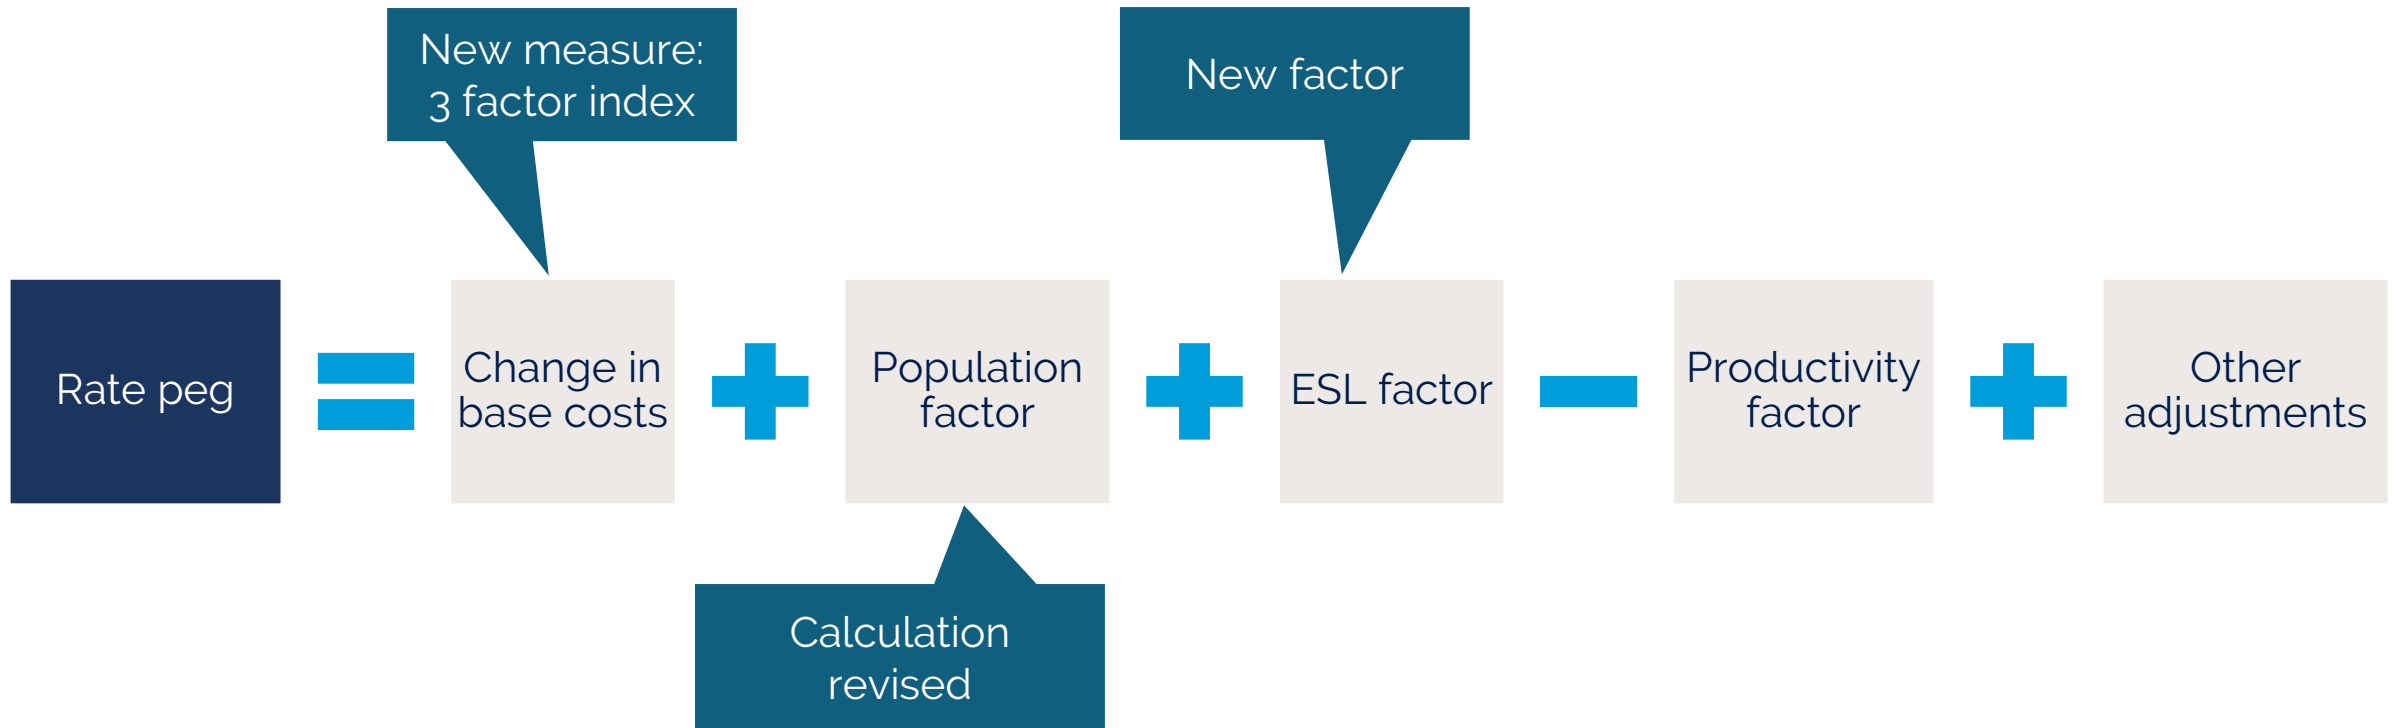 New measure:
3 factor index
New factor
Rate peg
Change in
base costs
Population
factor
ESL factor
Productivity
factor
Other
adjustments
Calculation
revised